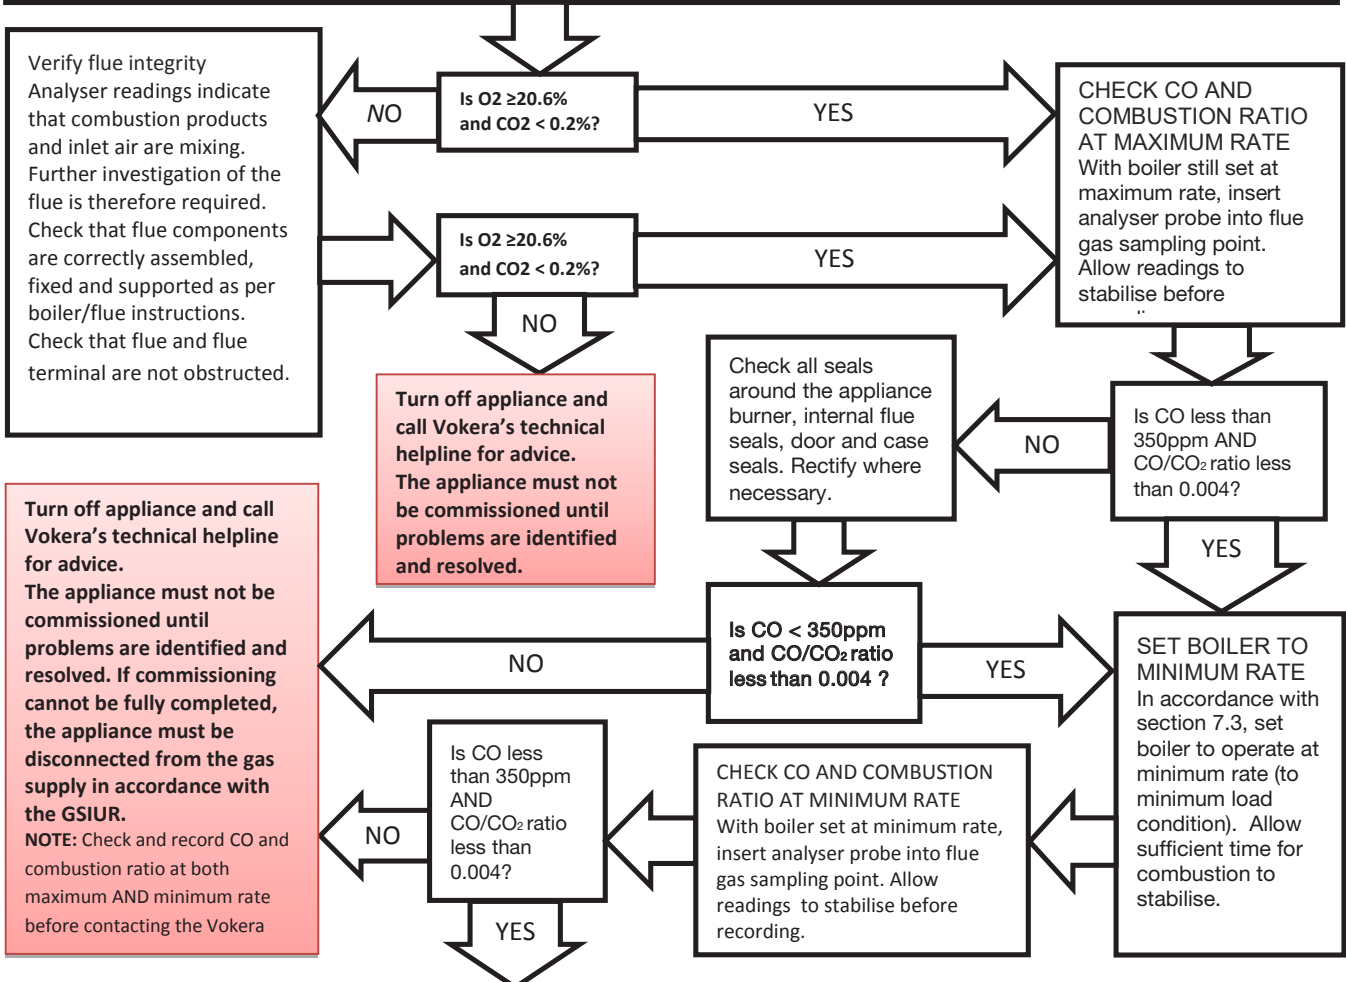 Verify flue integrity
Analyser readings indicate
that combustion products
and inlet air are mixing.
Further investigation of the
flue is therefore required.
Check that flue components
are correctly assembled,
fixed and supported as per
boiler/flue instructions.
Check that flue and flue
terminal are not obstructed.
NO
Is O2 ≥20.6%
and CO2 < 0.2%?
YES
CHECK CO AND
COMBUSTION RATIO
AT MAXIMUM RATE
With boiler still set at
maximum rate, insert
analyser probe into flue
gas sampling point.
Allow readings to
stabilise before
Is O2 ≥20.6%
and CO2 < 0.2%?
YES
NO
Turn off appliance and
call Vokera’s technical
helpline for advice.
The appliance must not
be commissioned until
problems are identified
and resolved.
Check all seals
around the appliance
burner, internal flue
seals, door and case
seals. Rectify where
necessary.
NO
Is CO less than
350ppm AND
CO/CO₂ ratio less
than 0.004?
YES
Turn off appliance and call
Vokera’s technical helpline
for advice.
The appliance must not be
commissioned until
problems are identified and
resolved. If commissioning
cannot be fully completed,
the appliance must be
disconnected from the gas
supply in accordance with
the GSIUR.
NOTE: Check and record CO and
combustion ratio at both
maximum AND minimum rate
before contacting the Vokera
NO
Is CO < 350ppm
and CO/CO₂ ratio
less than 0.004 ?
YES
SET BOILER TO
MINIMUM RATE
In accordance with
section 7.3, set
boiler to operate at
minimum rate (to
minimum load
condition). Allow
sufficient time for
combustion to
stabilise.
NO
Is CO less
than 350ppm
AND
CO/CO₂ ratio
less than
0.004?
YES
CHECK CO AND COMBUSTION
RATIO AT MINIMUM RATE
With boiler set at minimum rate,
insert analyser probe into flue
gas sampling point. Allow
readings to stabilise before
recording.